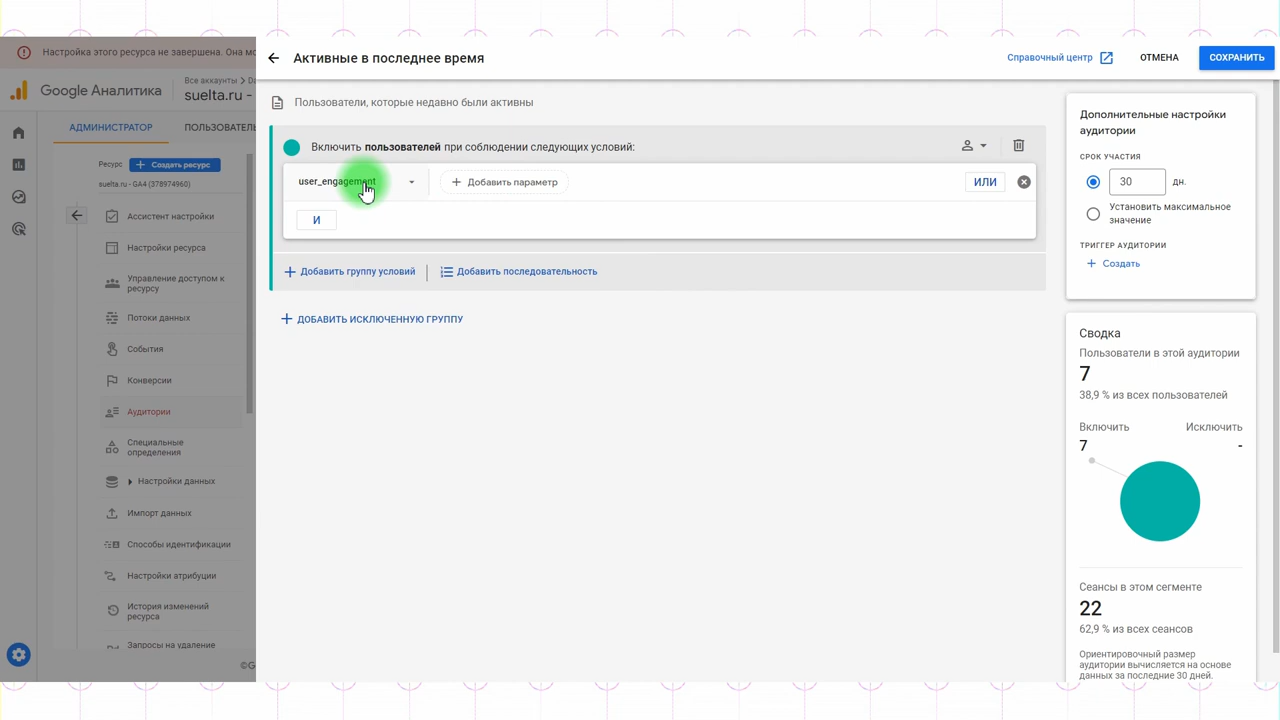 Настройка этого ресурса не завершена. Она мо
Google Аналитика
Все аккаунты >
suelta.ru -
АДМИНИСТРАТОР
ПОЛЬЗОВАТЕЛЬ
Ресурс
Создать ресурс
suelta.ru - GA4 (378974960)
Ассистент настройки
Настройки ресурса
Управление доступом к
ресурсу
Потоки данных
События
Конверсии
Аудитории
Специальные
определения
Настройки данных
Импорт данных
Способы идентификации
Настройки атрибуции
История изменений
ресурса
Запросы на удаление
©G
Активные в последнее время
Справочный центр
ОТМЕНА
СОХРАНИТЬ
Пользователи, которые недавно были активны
Включить пользователей при соблюдении следующих условий:
user_engagement
Добавить параметр
ИЛИ
И
Добавить группу условий
Добавить последовательность
ДОБАВИТЬ ИСКЛЮЧЕННУЮ ГРУППУ
Дополнительные настройки
аудитории
СРОК УЧАСТИЯ
30 дн.
Установить максимальное
значение
ТРИГГЕР АУДИТОРИИ
Создать
Сводка
Пользователи в этой аудитории
7
38,9 % из всех пользователей
Включить Исключить
7 -
Сеансы в этом сегменте
22
62,9 % из всех сеансов
Ориентировочный размер
аудитории вычисляется на основе
данных за последние 30 дней.